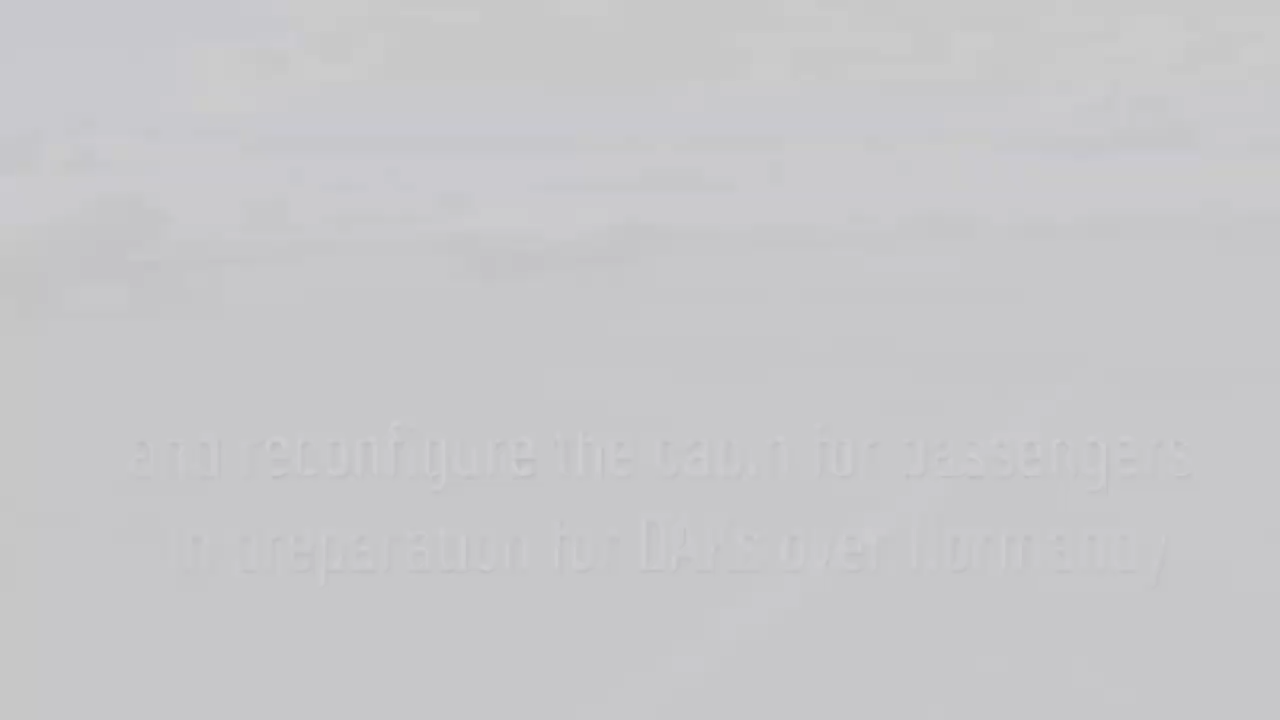 and reconfigure the cabin for passengers
in preparation for DAKs over Normandy